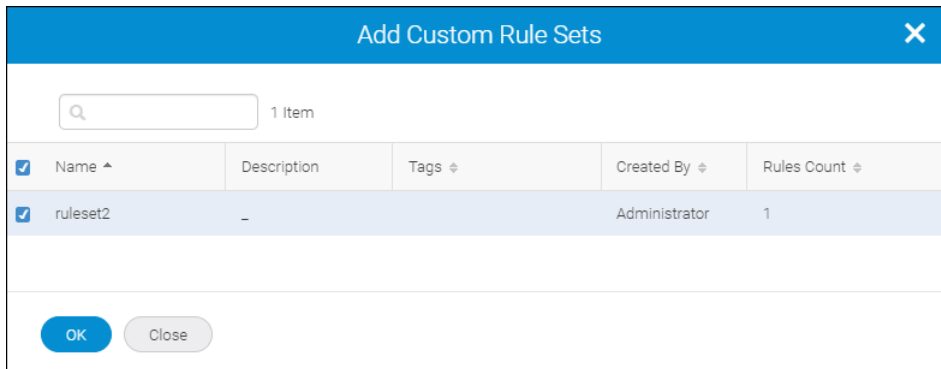 Add Custom Rule Sets
1 Item
Name Description Tags Created By Rules Count
ruleset2 _ Administrator 1
OK Close